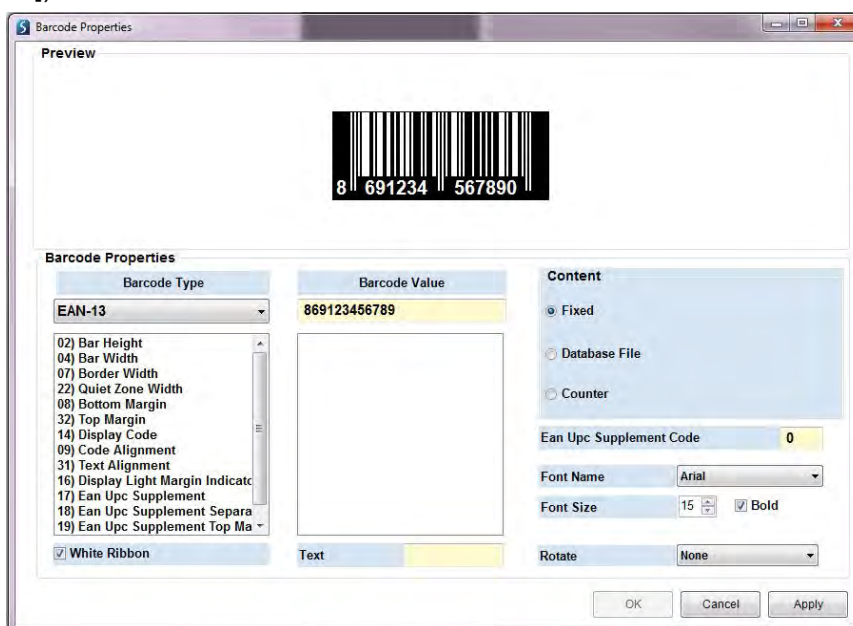 Barcode Properties
Preview
8 691234 567890
Barcode Properties
Barcode Type
EAN-13
02) Bar Height
04) Bar Width
07) Border Width
22) Quiet Zone Width
08) Bottom Margin
32) Top Margin
14) Display Code
09) Code Alignment
31) Text Alignment
16) Display Light Margin Indicatc
17) Ean Upc Supplement
18) Ean Upc Supplement Separa
19) Ean Upc Supplement Top Ma
White Ribbon
Barcode Value
869123456789
Text
Content
Fixed
Database File
Counter
Ean Upc Supplement Code 0
Font Name Arial
Font Size 15 Bold
Rotate None
OK Cancel Apply